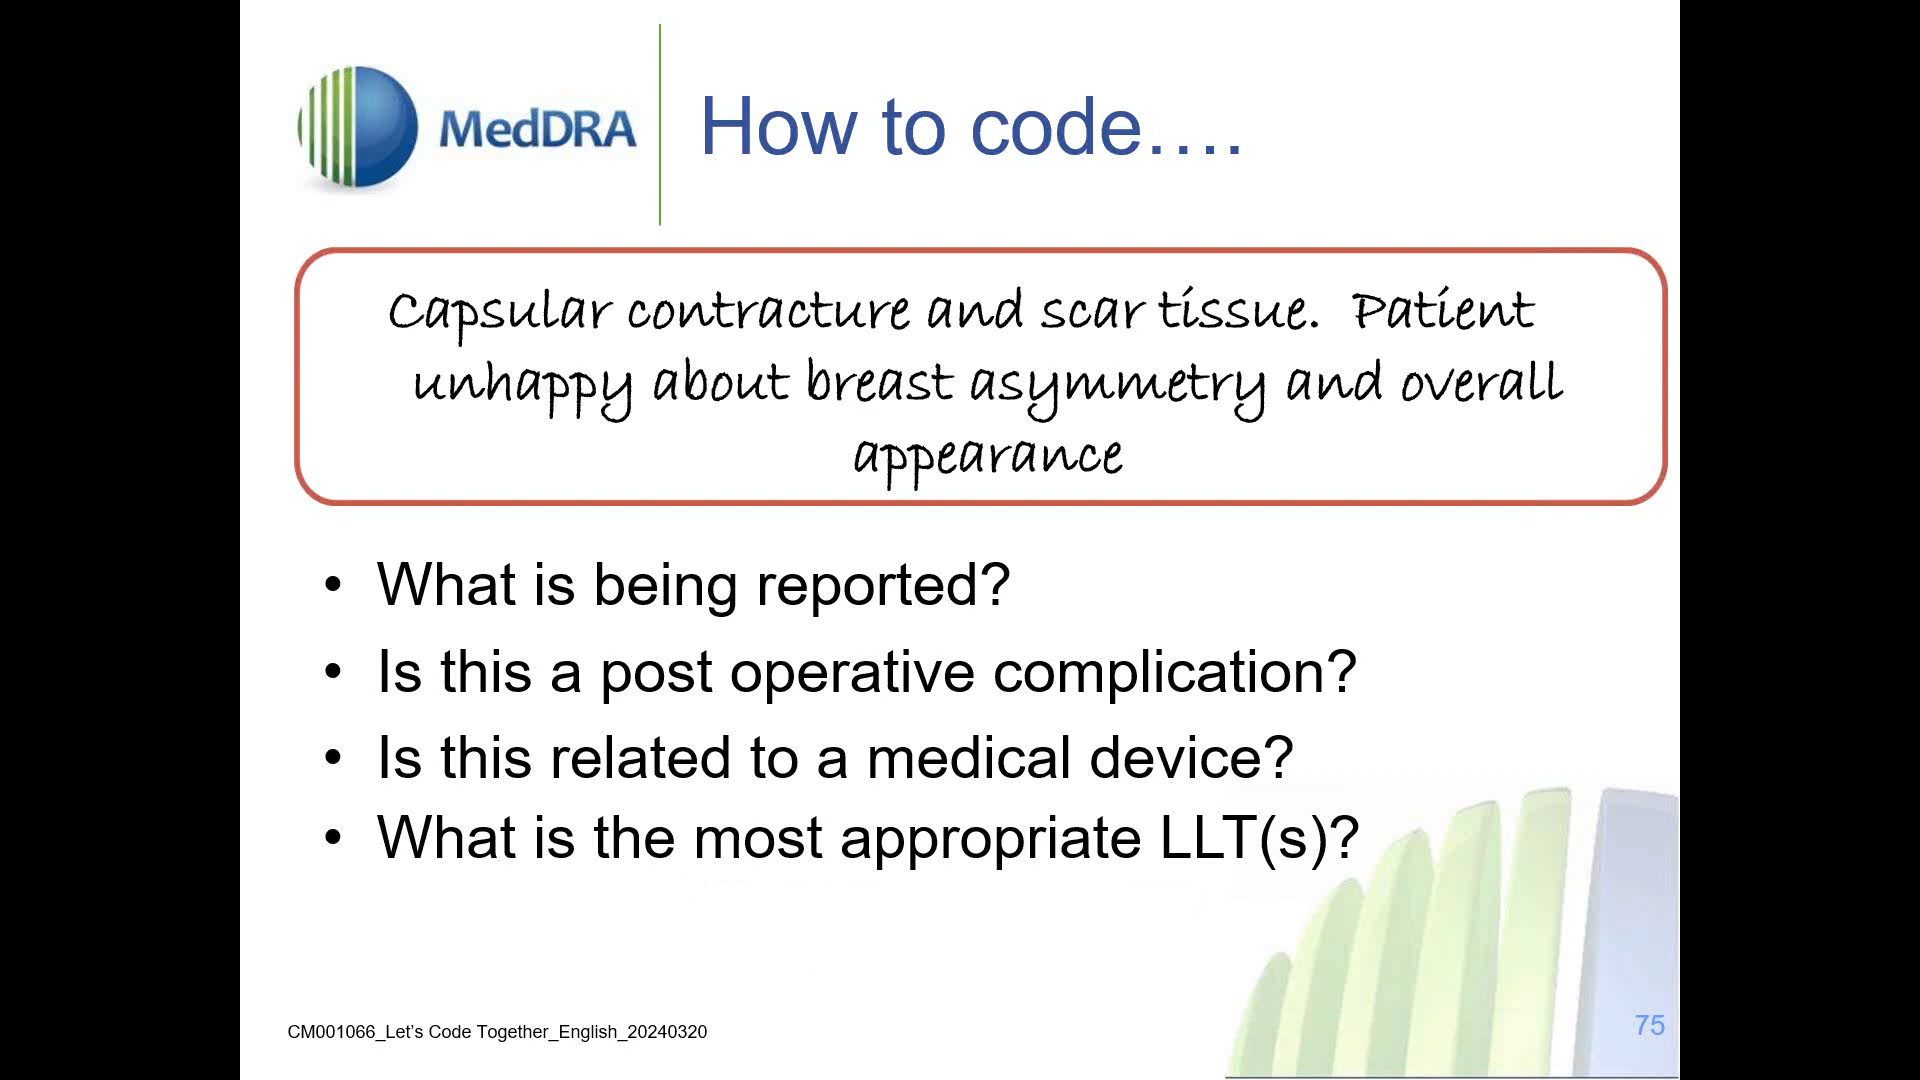 MedDRA
How to code….
Capsular contracture and scar tissue. Patient
unhappy about breast asymmetry and overall
appearance
• What is being reported?
• Is this a post operative complication?
• Is this related to a medical device?
• What is the most appropriate LLT(s)?
CM001066_Let’s Code Together_English_20240320
75